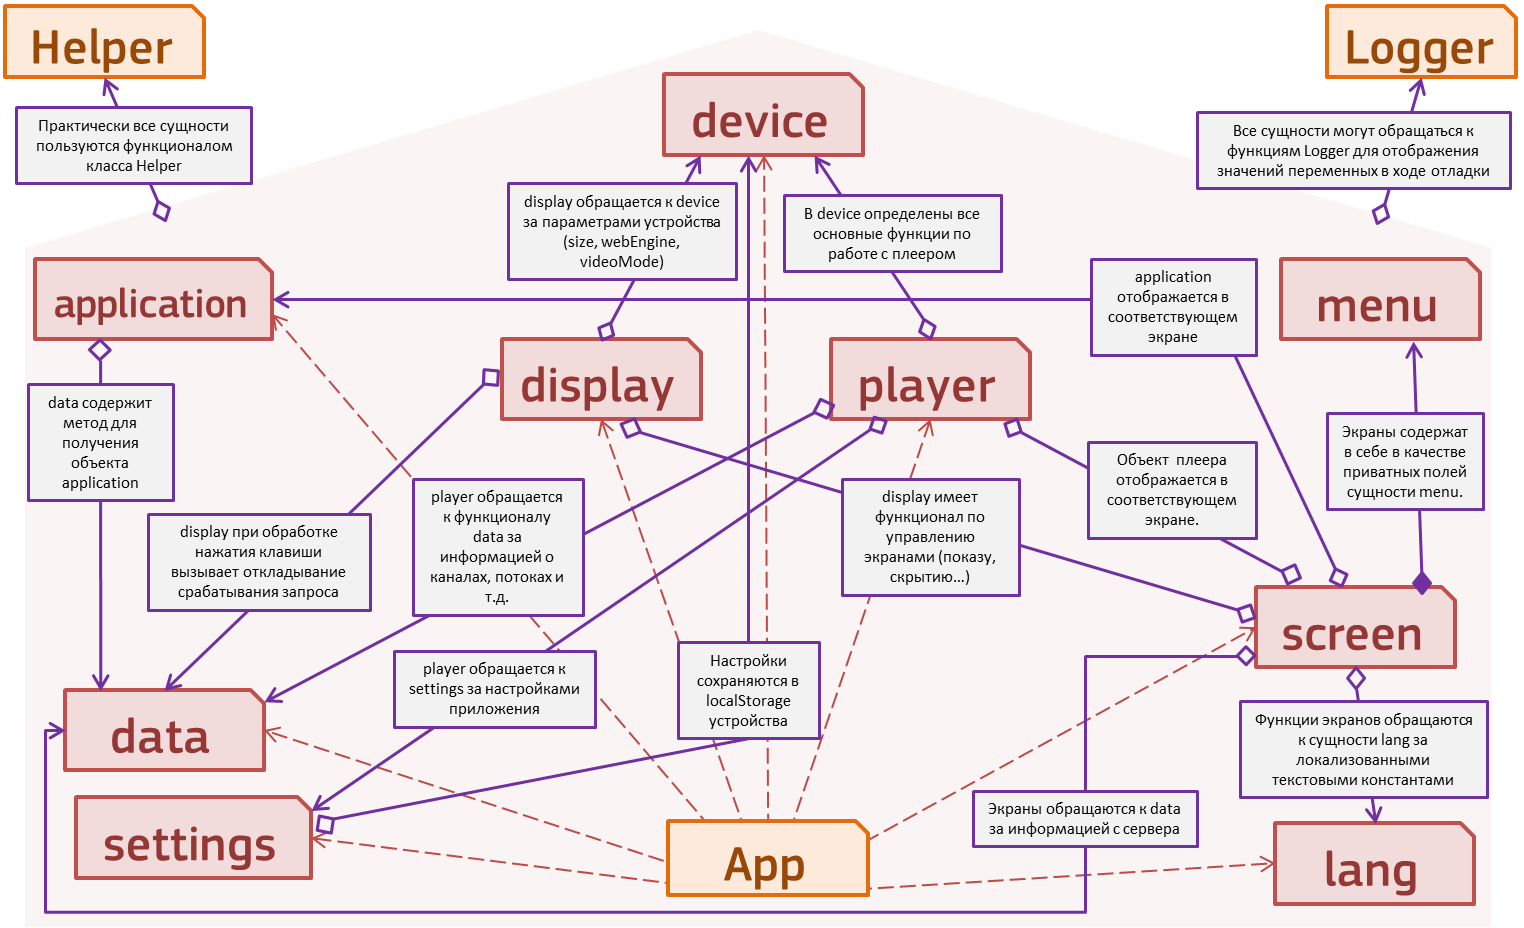 Helper
Logger
Практически все сущности
пользуются функционалом
класса Helper
device
Все сущности могут обращаться к
функциям Logger для отображения
значений переменных в ходе отладки
display обращается к device
за параметрами устройства
(size, webEngine,
videoMode)
В device определены все
основные функции по
работе с плеером
application
application
отображается в
соответствующем
экране
menu
display
player
data содержит
метод для
получения
объекта
application
Экраны содержат
в себе в качестве
приватных полей
сущности menu.
Объект плеера
отображается в
соответствующем
экране.
display при обработке
нажатия клавиши
вызывает откладывание
срабатывания запроса
player обращается
к функционалу
data за
информацией о
каналах, потоках и
т.д.
display имеет
функционал по
управлению
экранами (показу,
скрытию…)
screen
player обращается к
settings за настройками
приложения
Настройки
сохраняются в
localStorage
устройства
data
Функции экранов обращаются
к сущности lang за
локализованными
текстовыми константами
settings
App
Экраны обращаются к data
за информацией с сервера
lang